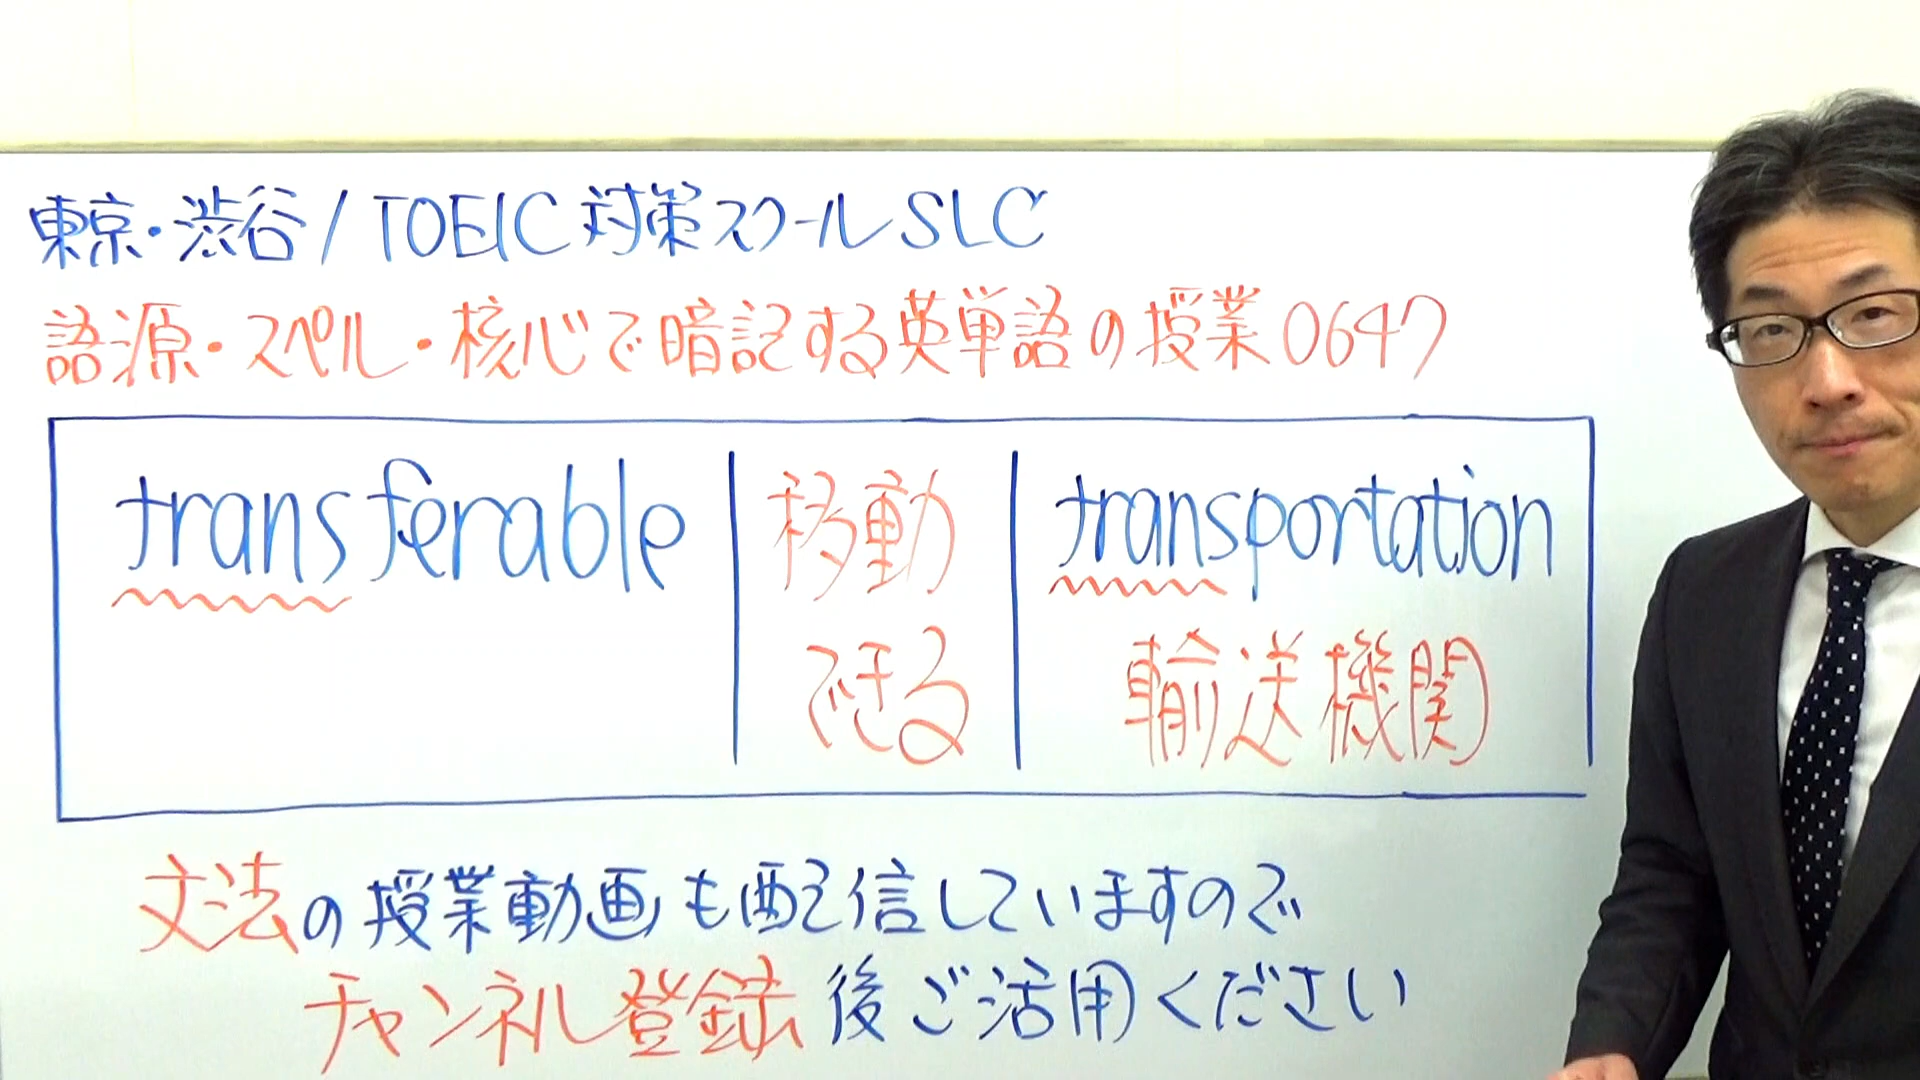 東京・渋谷/TOEIC対策スクールSLC
語源・スペル・核心で暗記する英単語の授業0647
transferable
移動
できる
transportation
輸送機関
文法の授業動画も配信していますので
チャンネル登録後ご活用ください